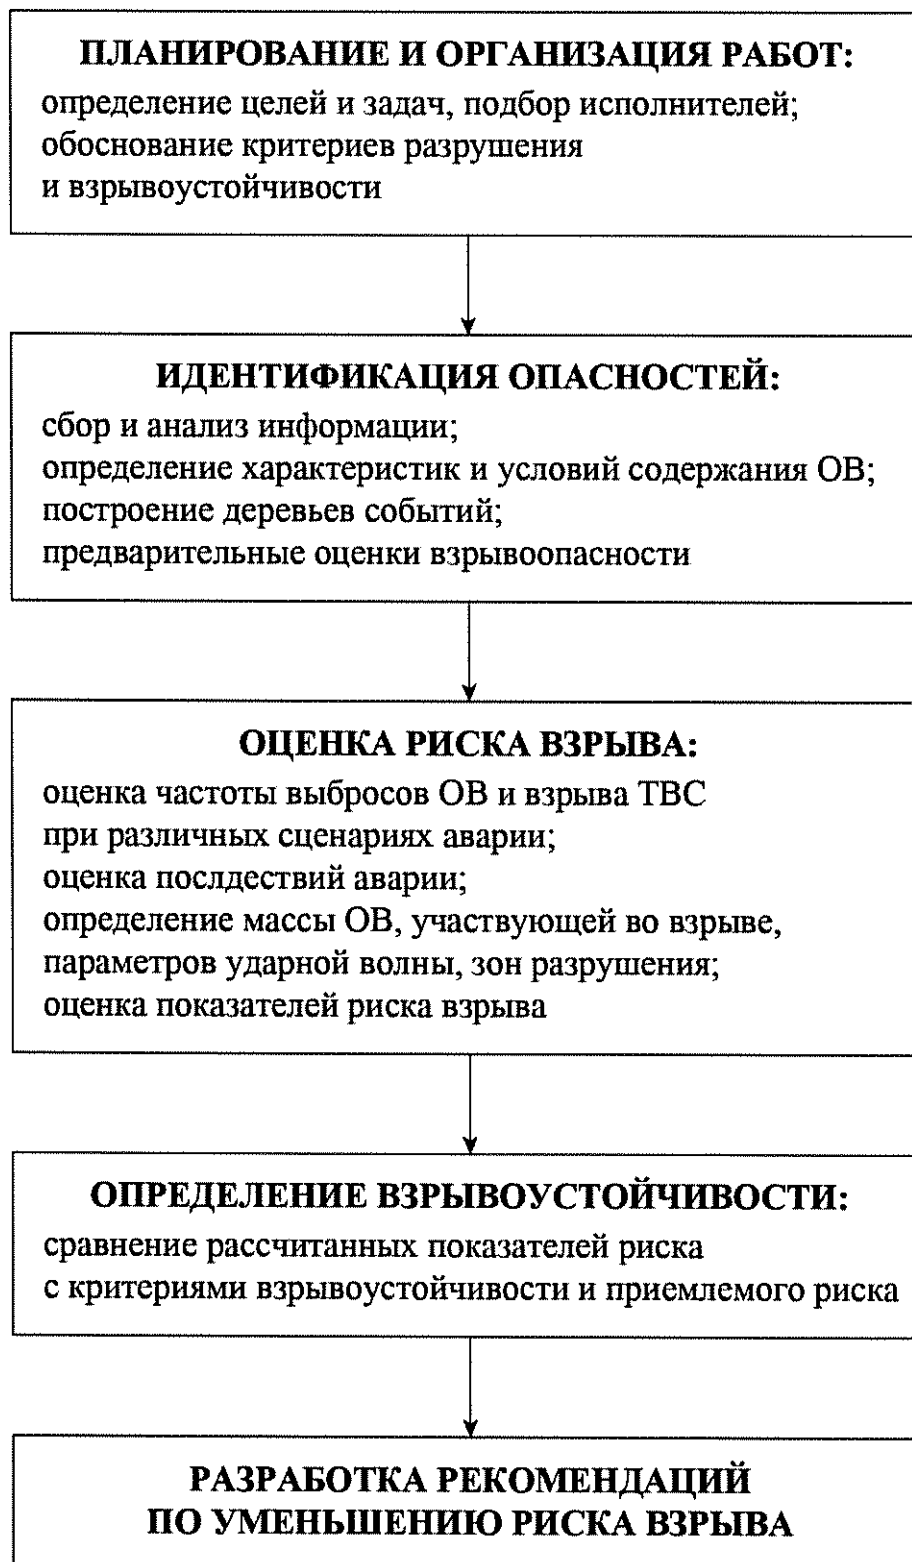 ПЛАНИРОВАНИЕ И ОРГАНИЗАЦИЯ РАБОТ:
определение целей и задач, подбор исполнителей;
обоснование критериев разрушения
и взрывоустойчивости
ИДЕНТИФИКАЦИЯ ОПАСНОСТЕЙ:
сбор и анализ информации;
определение характеристик и условий содержания ОВ;
построение деревьев событий;
предварительные оценки взрывоопасности
ОЦЕНКА РИСКА ВЗРЫВА:
оценка частоты выбросов ОВ и взрыва ТВС
при различных сценариях аварии;
оценка послдествий аварии;
определение массы ОВ, участвующей во взрыве,
параметров ударной волны, зон разрушения;
оценка показателей риска взрыва
ОПРЕДЕЛЕНИЕ ВЗРЫВОУСТОЙЧИВОСТИ:
сравнение рассчитанных показателей риска
с критериями взрывоустойчивости и приемлемого риска
РАЗРАБОТКА РЕКОМЕНДАЦИЙ
ПО УМЕНЬШЕНИЮ РИСКА ВЗРЫВА